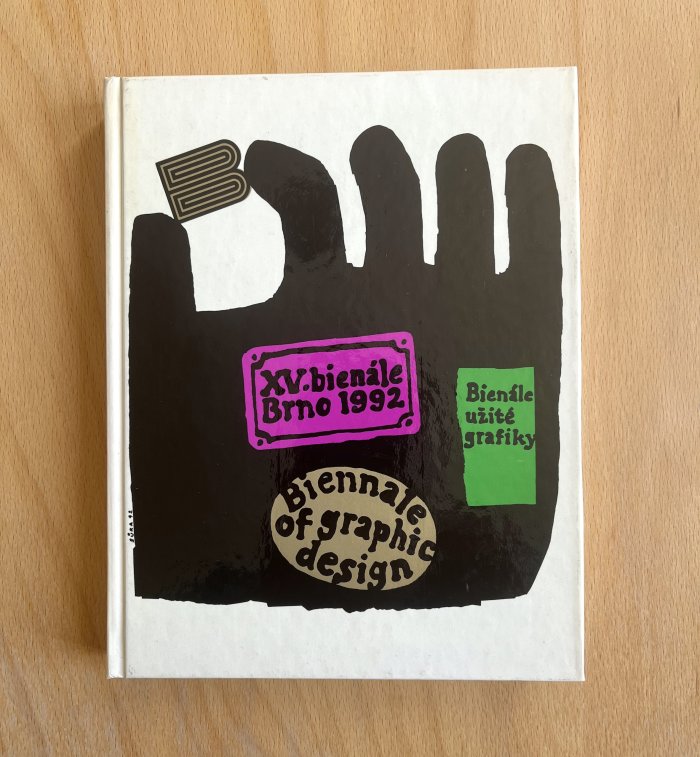 B
XV. bienále
Brno 1992
Bienále
užité
grafiky
Biennale
of graphic
design